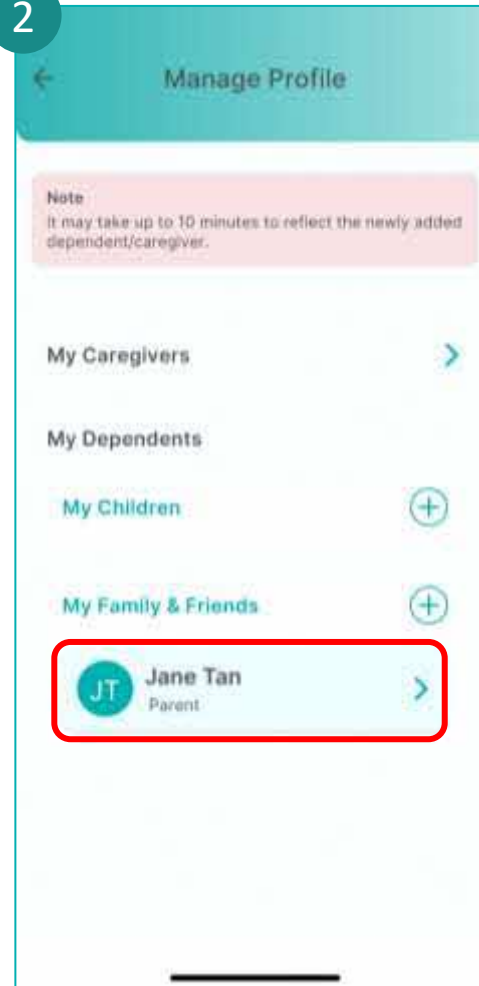 2
Manage Profile
Note
It may take up to 10 minutes to reflect the newly added
dependent/caregiver.
My Caregivers
My Dependents
My Children
My Family & Friends
JT
Jane Tan
Parent